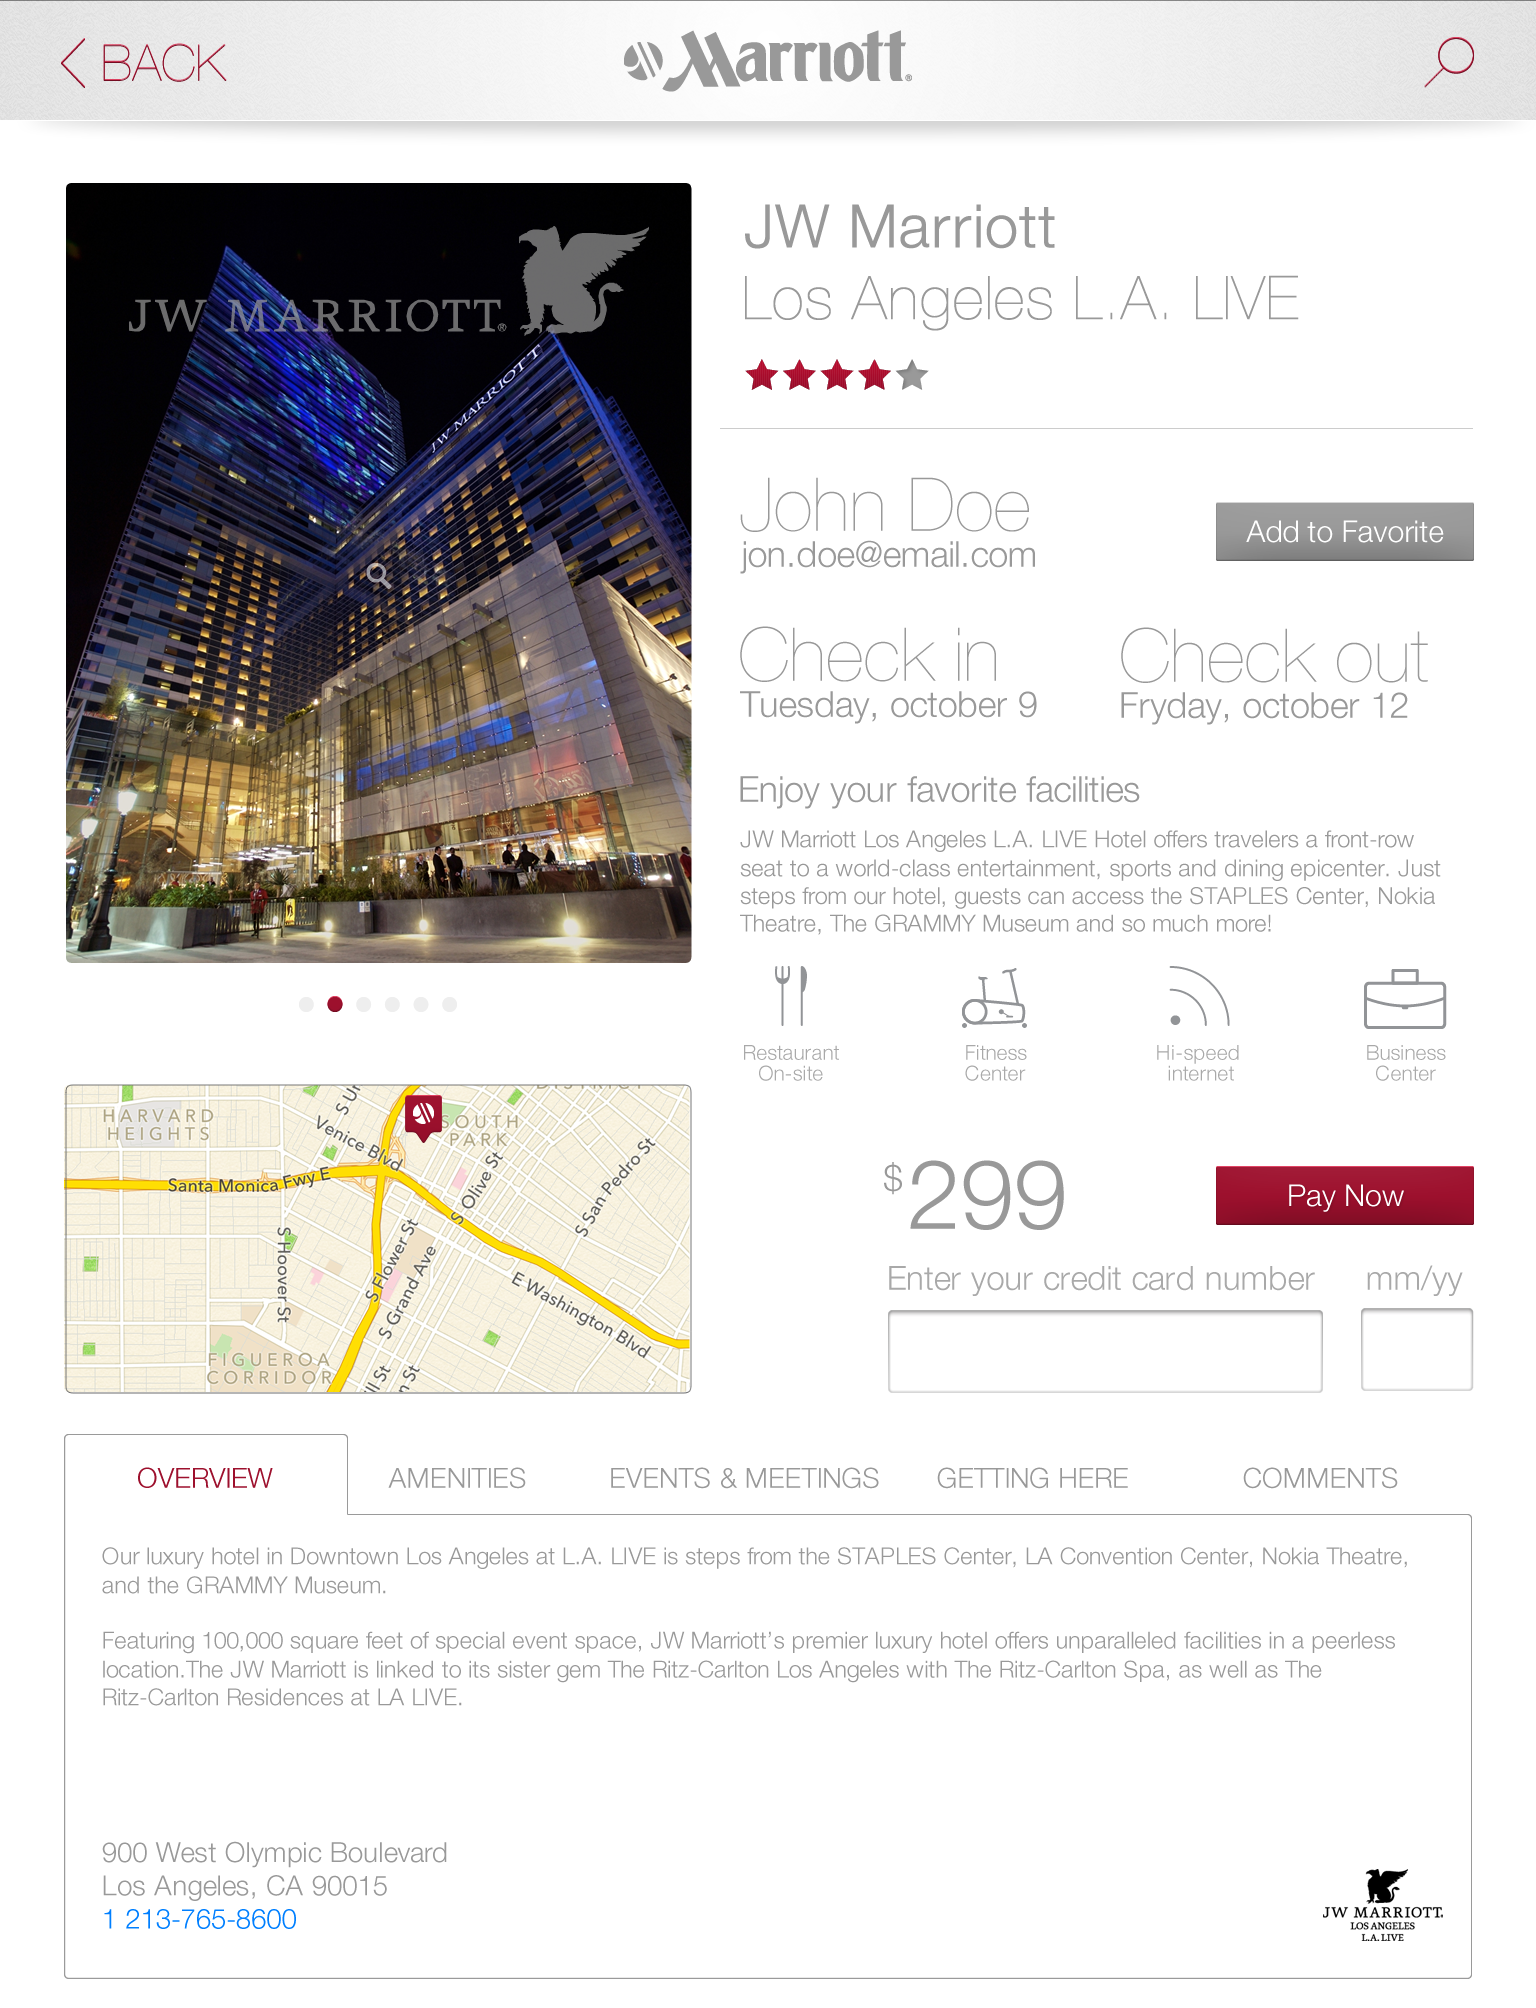 BACK
Marriott®
JW MARRIOTT®
JW MARRIOTT
JW Marriott
Los Angeles L.A. LIVE
John Doe
jon.doe@email.com
Add to Favorite
Check in
Tuesday, october 9
Check out
Fryday, october 12
Enjoy your favorite facilities
JW Marriott Los Angeles L.A. LIVE Hotel offers travelers a front-row
seat to a world-class entertainment, sports and dining epicenter. Just
steps from our hotel, guests can access the STAPLES Center, Nokia
Theatre, The GRAMMY Museum and so much more!
Restaurant
On-site
Fitness
Center
Hi-speed
internet
Business
Center
DISTRICT
HARVARD
HEIGHTS
S Un
Venice Blvd
SOUTH
PARK
Santa Monica Fwy E
S Olive St
S San Pedro St
S Hoover St
S Flower St
S Grand Ave
E Washington Blvd
FIGUEROA
CORRIDOR
ll St
n St
$299
Pay Now
Enter your credit card number
mm/yy
OVERVIEW
AMENITIES
EVENTS & MEETINGS
GETTING HERE
COMMENTS
Our luxury hotel in Downtown Los Angeles at L.A. LIVE is steps from the STAPLES Center, LA Convention Center, Nokia Theatre,
and the GRAMMY Museum.
Featuring 100,000 square feet of special event space, JW Marriott's premier luxury hotel offers unparalleled facilities in a peerless
location.The JW Marriott is linked to its sister gem The Ritz-Carlton Los Angeles with The Ritz-Carlton Spa, as well as The
Ritz-Carlton Residences at LA LIVE.
900 West Olympic Boulevard
Los Angeles, CA 90015
1 213-765-8600
JW MARRIOTT.
LOS ANGELES
L.A. LIVE